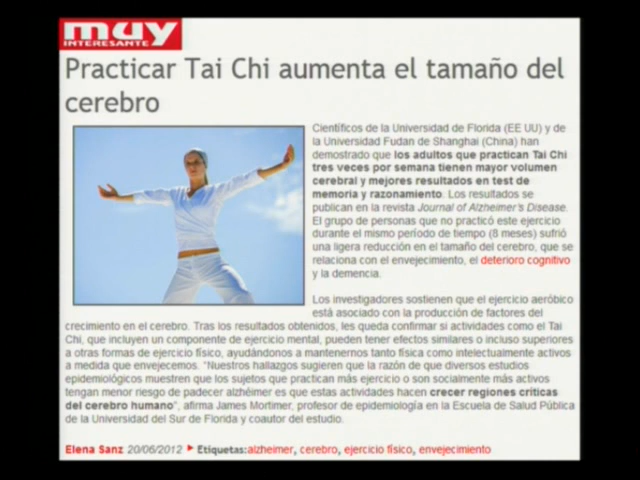 muy
INTERESANTE
Practicar Tai Chi aumenta el tamaño del
cerebro
Científicos de la Universidad de Florida (EE UU) y de
la Universidad Fudan de Shanghai (China) han
demostrado que los adultos que practican Tai Chi
tres veces por semana tienen mayor volumen
cerebral y mejores resultados en test de
memoria y razonamiento. Los resultados se
publican en la revista Journal of Alzheimer's Disease.
El grupo de personas que no practicó este ejercicio
durante el mismo período de tiempo (8 meses) sufrió
una ligera reducción en el tamaño del cerebro, que se
relaciona con el envejecimiento, el deterioro cognitivo
y la demencia.
Los investigadores sostienen que el ejercicio aeróbico
está asociado con la producción de factores del
crecimiento en el cerebro. Tras los resultados obtenidos, les queda confirmar si actividades como el Tai
Chi, que incluyen un componente de ejercicio mental, pueden tener efectos similares o incluso superiores
a otras formas de ejercicio físico, ayudándonos a mantenernos tanto física como intelectualmente activos
a medida que envejecemos. "Nuestros hallazgos sugieren que la razón de que diversos estudios
epidemiológicos muestren que los sujetos que practican más ejercicio o son socialmente más activos
tengan menor riesgo de padecer alzhéimer es que estas actividades hacen crecer regiones críticas
del cerebro humano", afirma James Mortimer, profesor de epidemiología en la Escuela de Salud Pública
de la Universidad del Sur de Florida y coautor del estudio.
Elena Sanz 20/06/2012 Etiquetas:alzheimer, cerebro, ejercicio físico, envejecimiento